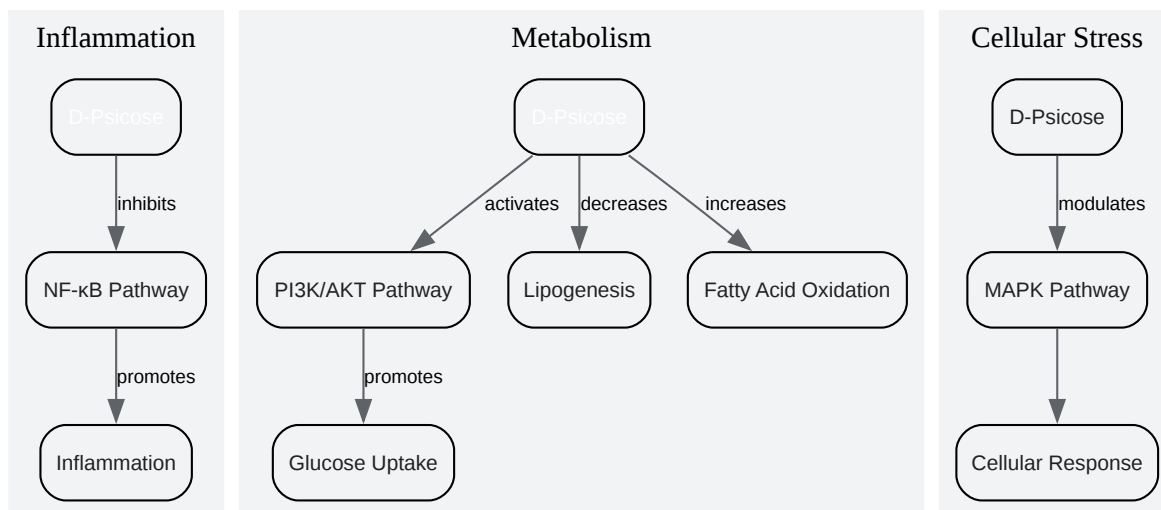 Inflammation
D-Psicose
inhibits
NF-κB Pathway
promotes
Inflammation
Metabolism
D-Psicose
activates
decreases
increases
PI3K/AKT Pathway
Lipogenesis
Fatty Acid Oxidation
promotes
Glucose Uptake
Cellular Stress
D-Psicose
modulates
MAPK Pathway
Cellular Response